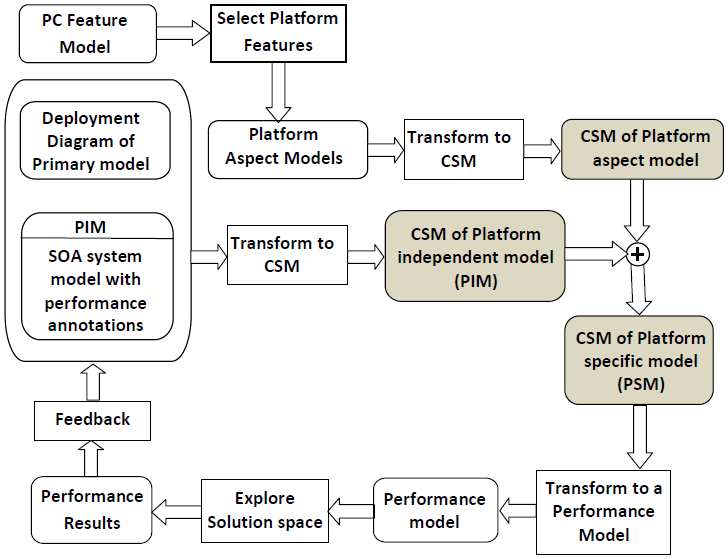 PC Feature
Model
Select Platform
Features
Deployment
Diagram of
Primary model
Platform
Aspect Models
Transform to
CSM
CSM of Platform
aspect model
PIM
SOA system
model with
performance
annotations
Transform to
CSM
CSM of Platform
independent model
(PIM)
+
CSM of Platform
specific model
(PSM)
Feedback
Performance
Results
Explore
Solution space
Performance
model
Transform to a
Performance
Model